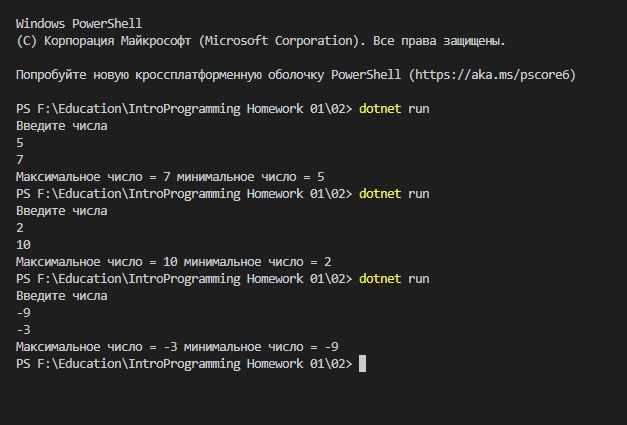 Windows PowerShell
(C) Корпорация Майкрософт (Microsoft Corporation). Все права защищены.
Попробуйте новую кроссплатформенную оболочку PowerShell (https://aka.ms/pscore6)
PS F:\Education\IntroProgramming Homework 01\02> dotnet run
Введите числа
5
7
Максимальное число = 7 минимальное число = 5
PS F:\Education\IntroProgramming Homework 01\02> dotnet run
Введите числа
2
10
Максимальное число = 10 минимальное число = 2
PS F:\Education\IntroProgramming Homework 01\02> dotnet run
Введите числа
-9
-3
Максимальное число = -3 минимальное число = -9
PS F:\Education\IntroProgramming Homework 01\02>